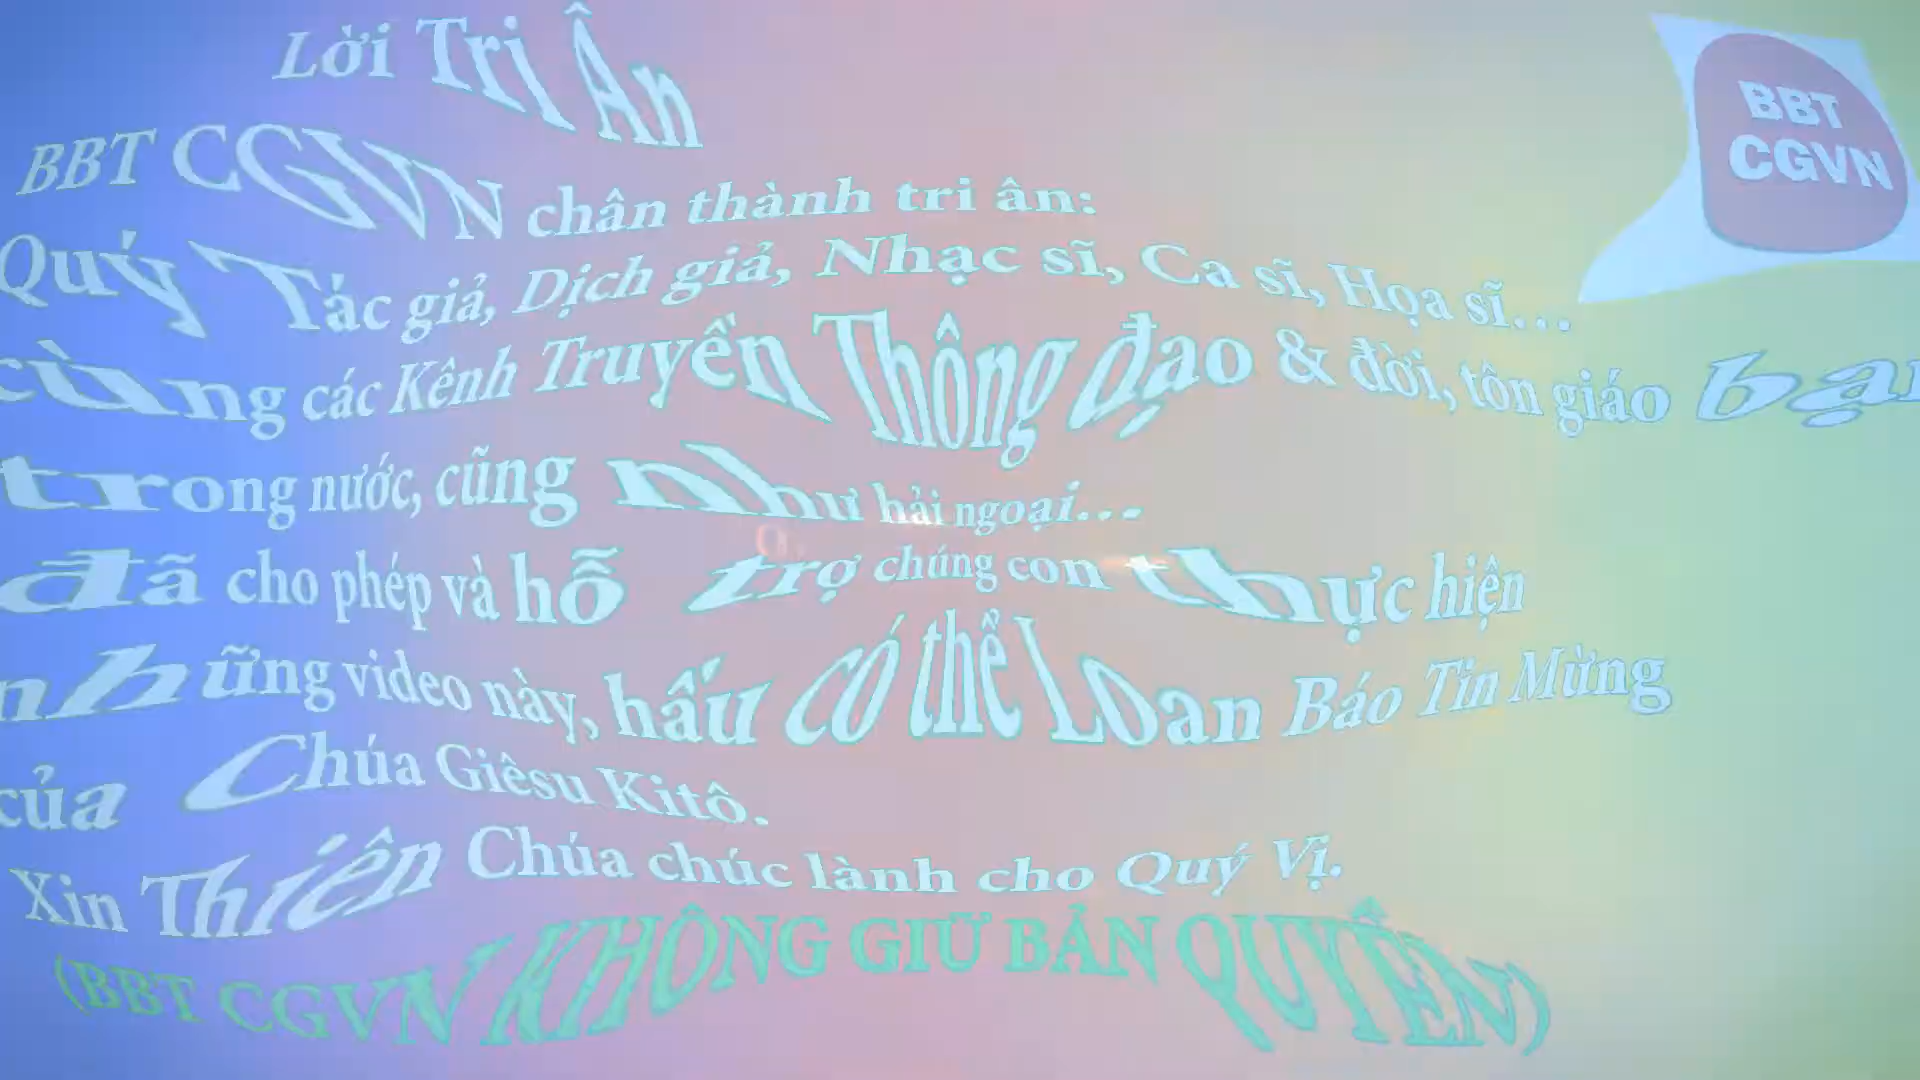 Lời Tri Ân
BBT CGVN chân thành tri ân:
Quý Tác giả, Dịch giả, Nhạc sĩ, Ca sĩ, Họa sĩ...
cùng các Kênh Truyền Thông đạo & đời, tôn giáo bạn
trong nước, cũng như hải ngoại...
đã cho phép và hỗ trợ chúng con thực hiện
những video này, hấu có thể Loan Báo Tin Mừng
của Chúa Giêsu Kitô.
Xin Thiên Chúa chúc lành cho Quý Vị.
(BBT CGVN KHÔNG GIỮ BẢN QUYỀN)
BBT
CGVN